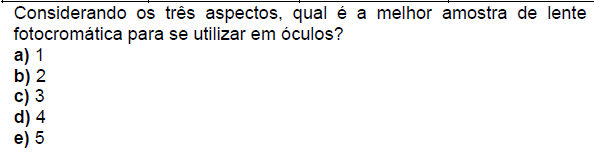 Considerando os três aspectos, qual é a melhor amostra de lente
fotocromática para se utilizar em óculos?
a) 1
b) 2
c) 3
d) 4
e) 5